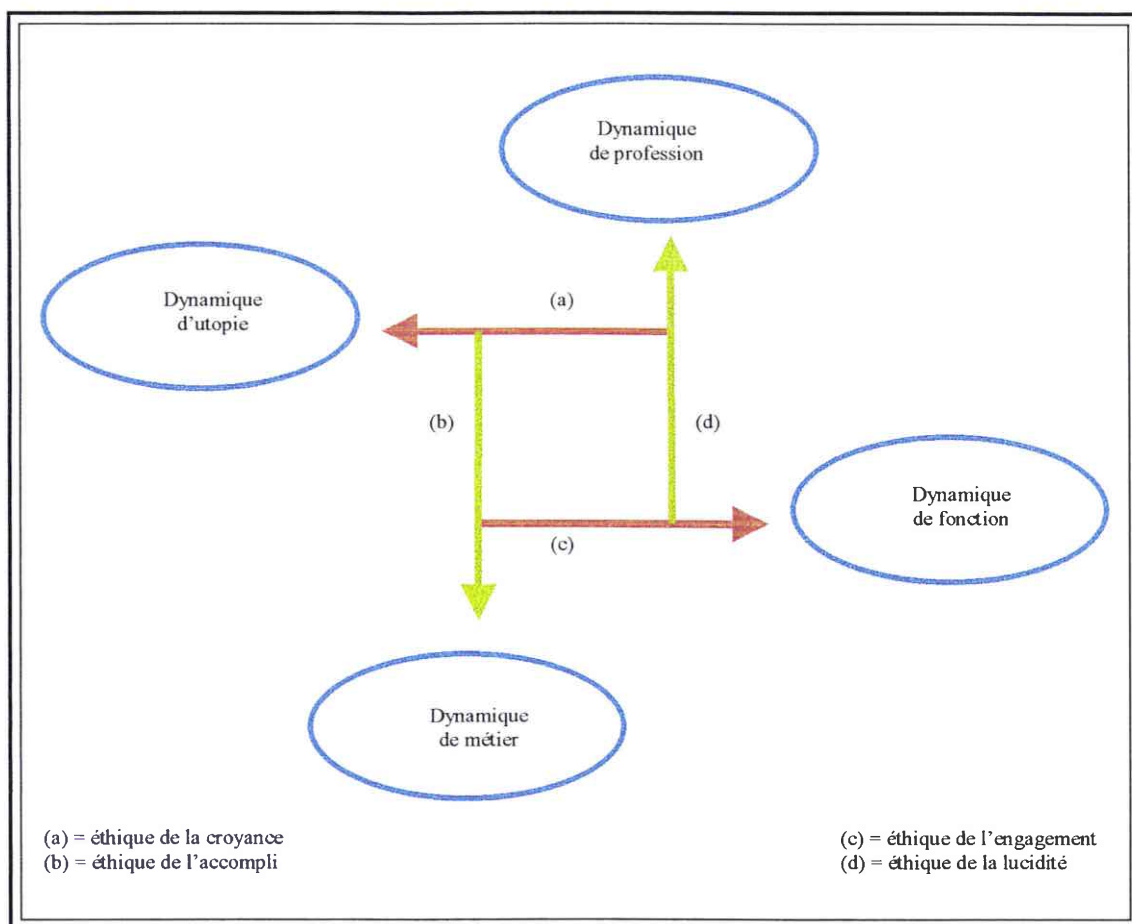 Dynamique
de profession
Dynamique
d'utopie
(a)
(b)
(d)
Dynamique
de fonction
(c)
Dynamique
de métier
(a) = éthique de la croyance
(b) = éthique de l'accompli
(c) = éthique de l'engagement
(d) = éthique de la lucidité